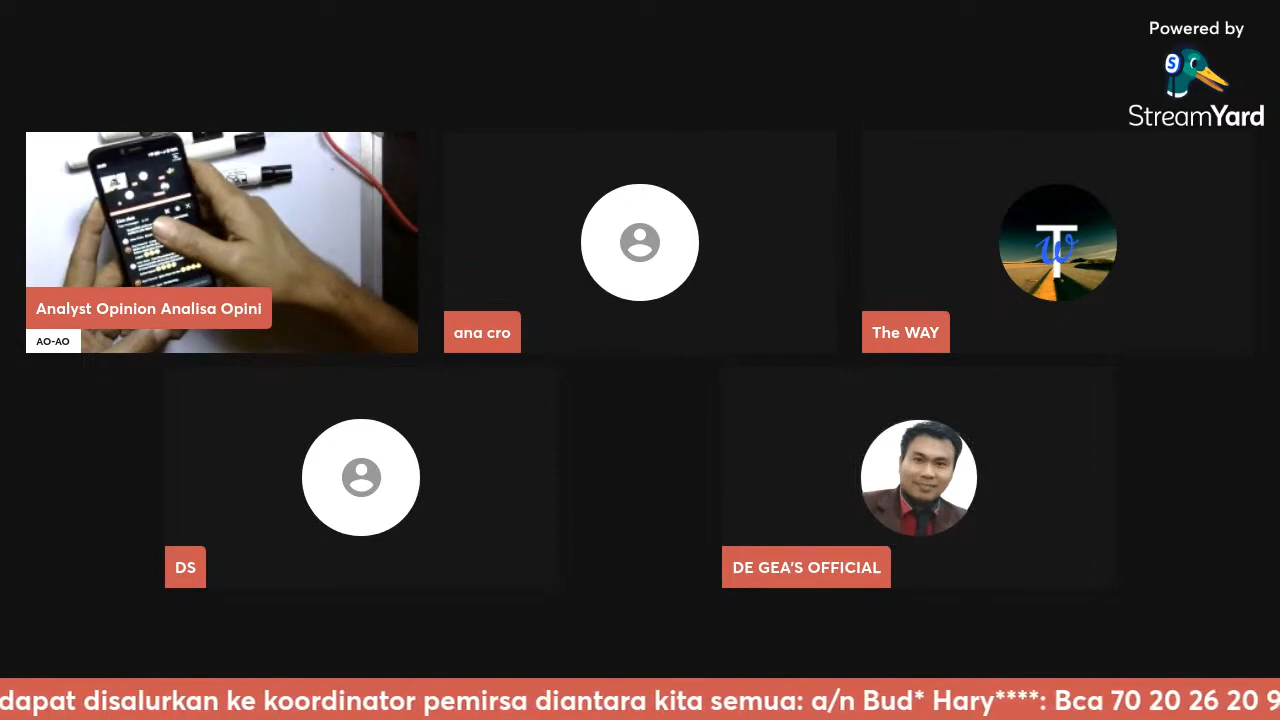 Powered by
StreamYard
Analyst Opinion Analisa Opini
AO-AO
ana cro
The WAY
DS
DE GEA'S OFFICIAL
dapat disalurkan ke koordinator pemirsa diantara kita semua: a/n Bud* Hary****: Bca 70 20 26 20 9